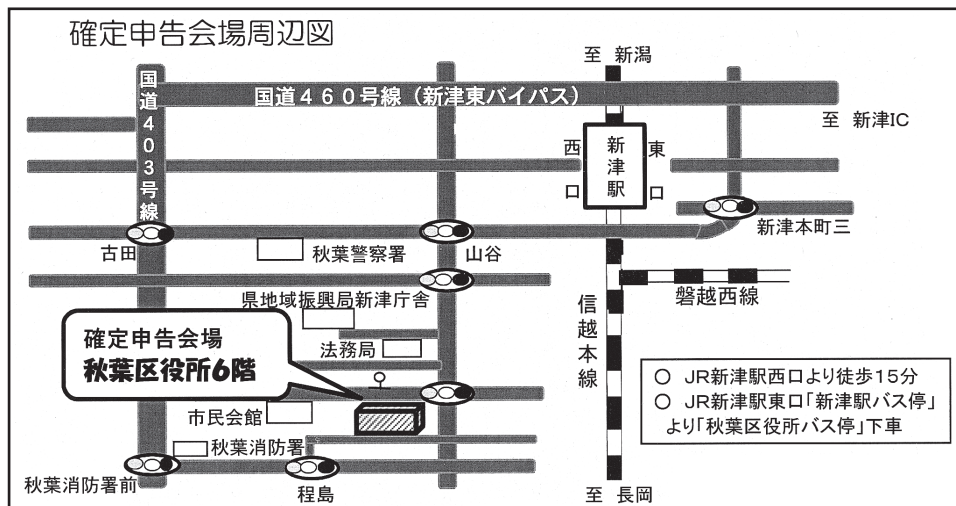 確定申告会場周辺図
至 新潟
国道403号線
国道460号線（新津東バイパス）
至 新津IC
西口
新津駅
東口
新津本町三
古田
秋葉警察署
山谷
県地域振興局新津庁舎
信越本線
磐越西線
確定申告会場
秋葉区役所6階
法務局
市民会館
秋葉消防署
秋葉消防署前
程島
○ JR新津駅西口より徒歩15分
○ JR新津駅東口「新津駅バス停」
より「秋葉区役所バス停」下車
至 長岡